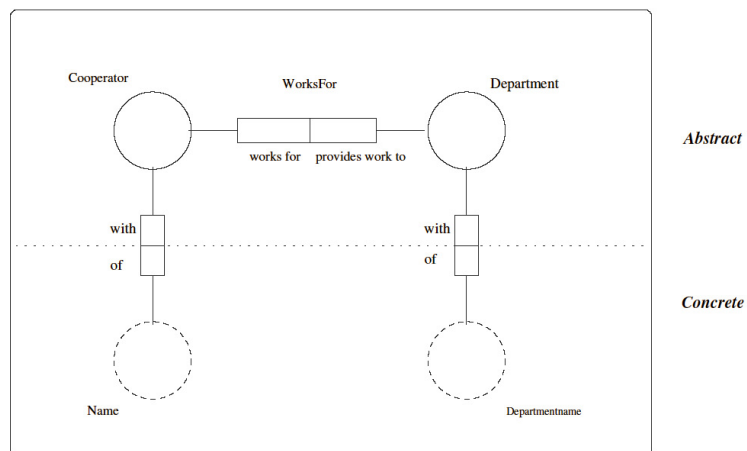 Cooperator
WorksFor
Department
Abstract
works for
provides work to
with
with
of
of
Concrete
Name
Departmentname